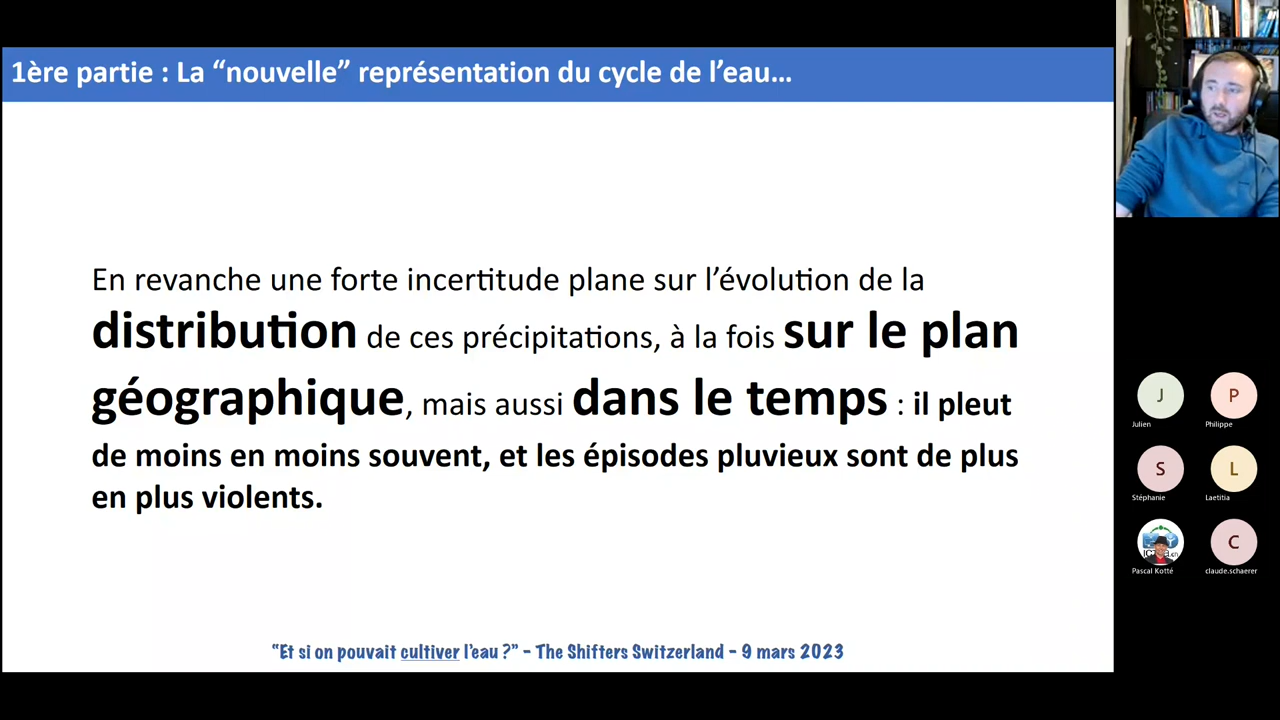 1ère partie : La “nouvelle” représentation du cycle de l’eau…
En revanche une forte incertitude plane sur l’évolution de la
distribution de ces précipitations, à la fois sur le plan
géographique, mais aussi dans le temps : il pleut
de moins en moins souvent, et les épisodes pluvieux sont de plus
en plus violents.
“Et si on pouvait cultiver l’eau ?” – The Shifters Switzerland – 9 mars 2023
J
P
Julien
Philippe
S
L
Stéphanie
Laetitia
C
Pascal Kotté
claude.schaerer